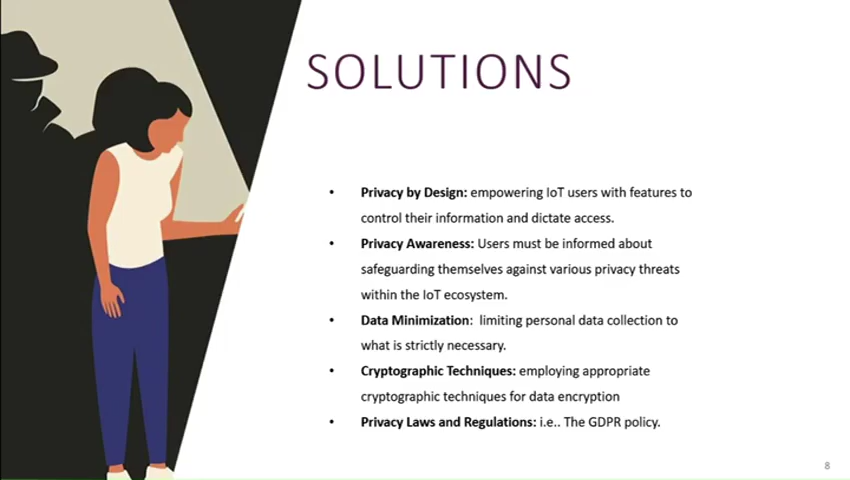 SOLUTIONS
• Privacy by Design: empowering IoT users with features to
control their information and dictate access.
• Privacy Awareness: Users must be informed about
safeguarding themselves against various privacy threats
within the IoT ecosystem.
• Data Minimization: limiting personal data collection to
what is strictly necessary.
• Cryptographic Techniques: employing appropriate
cryptographic techniques for data encryption
• Privacy Laws and Regulations: i.e.. The GDPR policy.
8